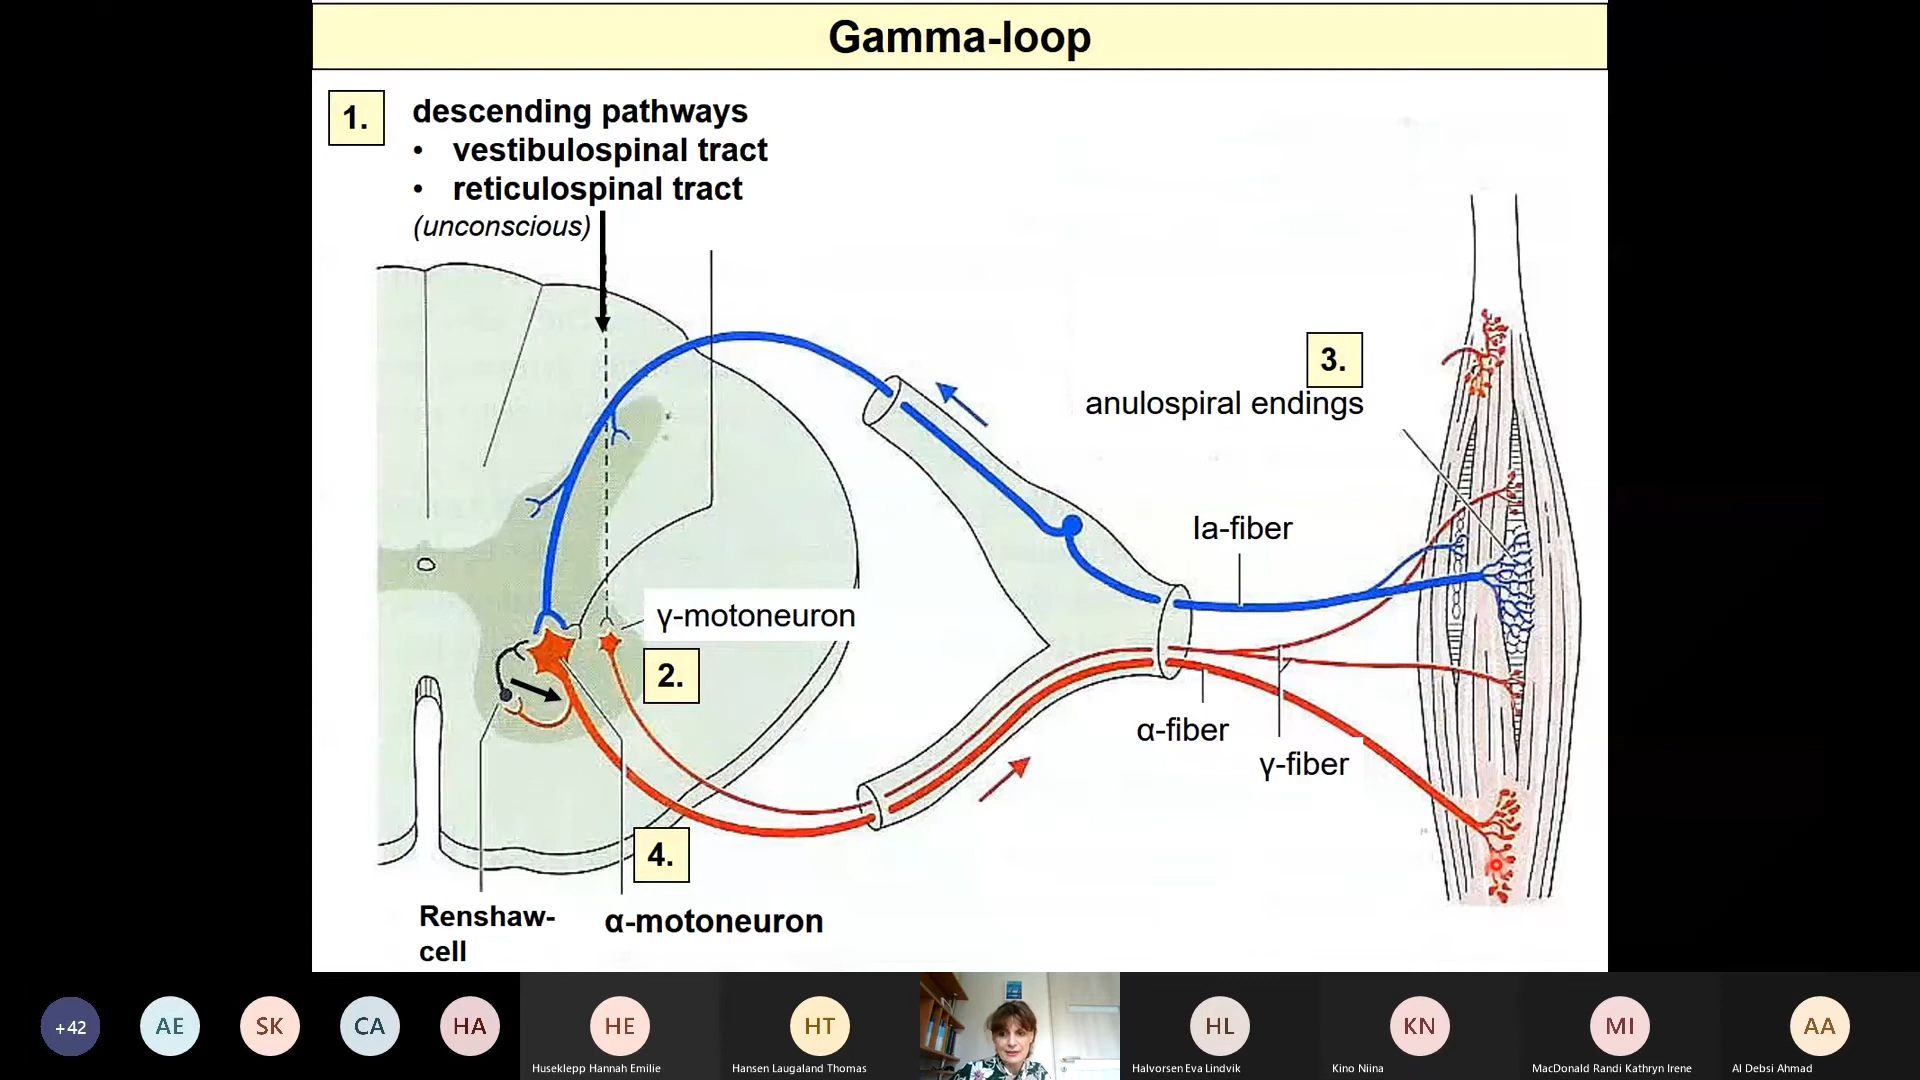 Gamma-loop
1.
descending pathways
• vestibulospinal tract
• reticulospinal tract
(unconscious)
3.
anulospiral endings
Ia-fiber
γ-motoneuron
2.
α-fiber
γ-fiber
4.
Renshaw-
cell
α-motoneuron
+42
AE
SK
CA
HA
HE
HT
HL
KN
MI
AA
Huseklepp Hannah Emilie
Hansen Laugaland Thomas
Halvorsen Eva Lindvik
Kino Niina
MacDonald Randi Kathryn Irene
Al Debsi Ahmad